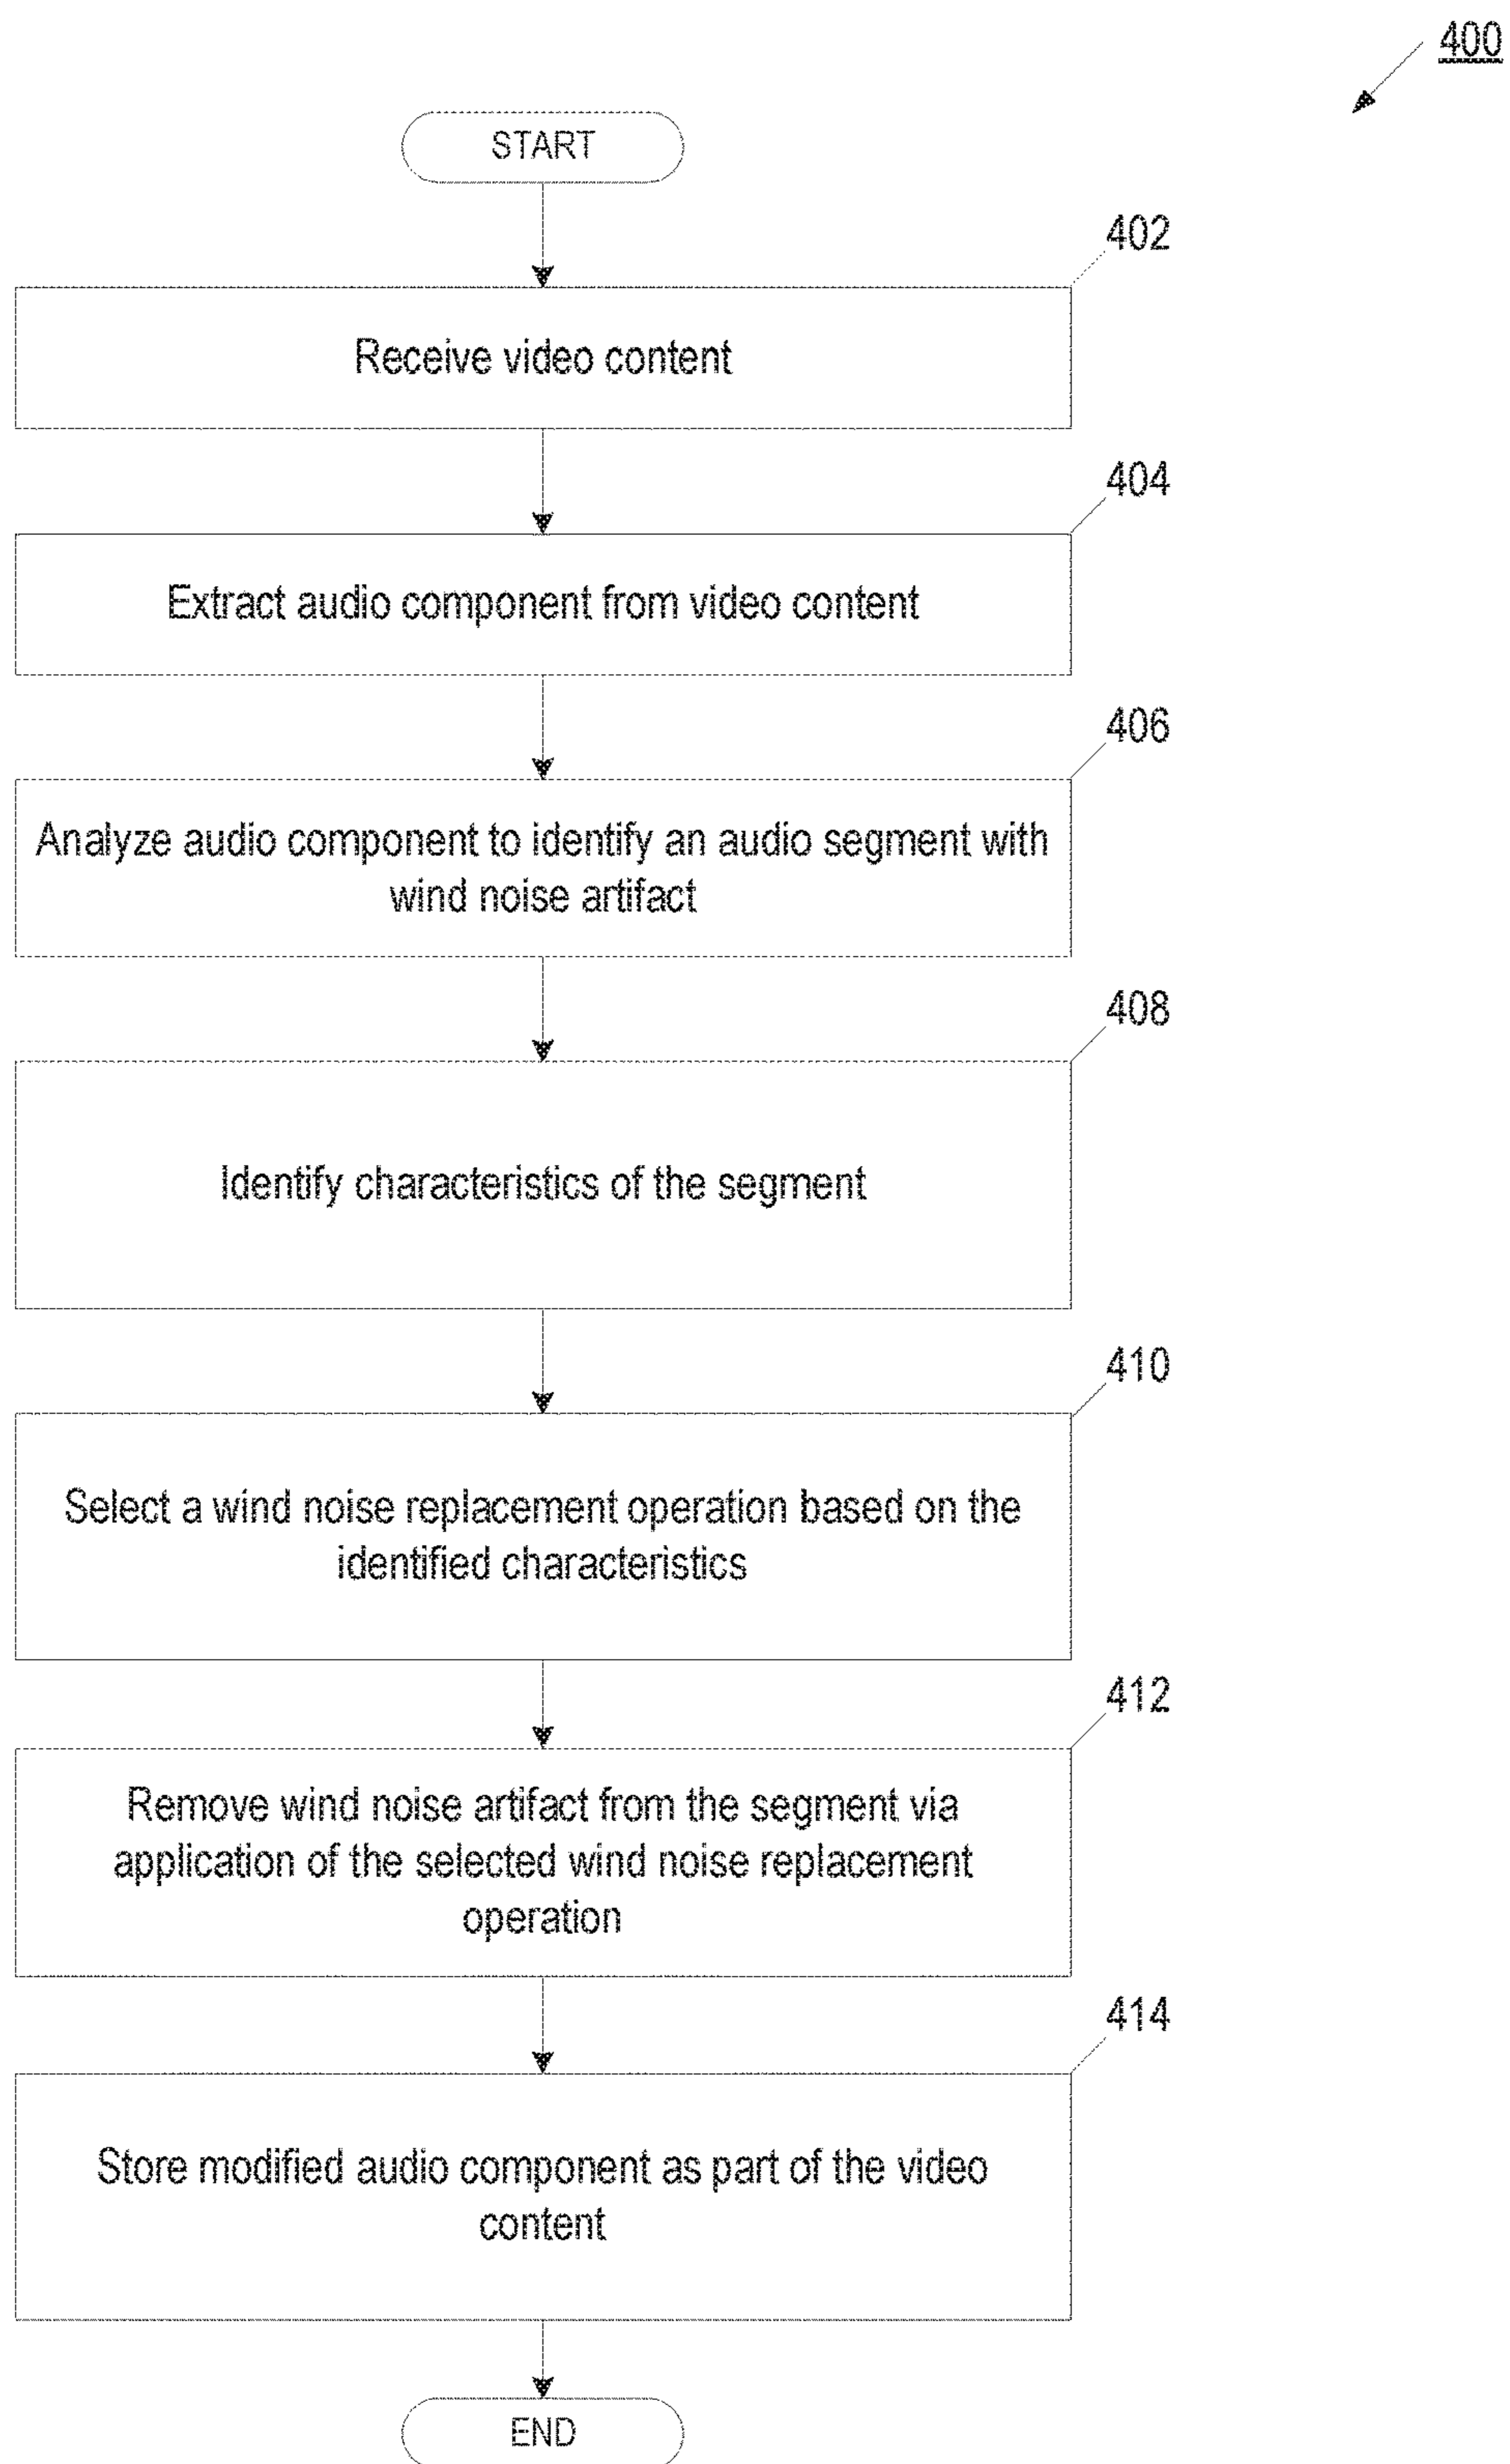 400
START
402
Receive video content
404
Extract audio component from video content
406
Analyze audio component to identify an audio segment with
wind noise artifact
408
Identify characteristics of the segment
410
Select a wind noise replacement operation based on the
identified characteristics
412
Remove wind noise artifact from the segment via
application of the selected wind noise replacement
operation
414
Store modified audio component as part of the video
content
END